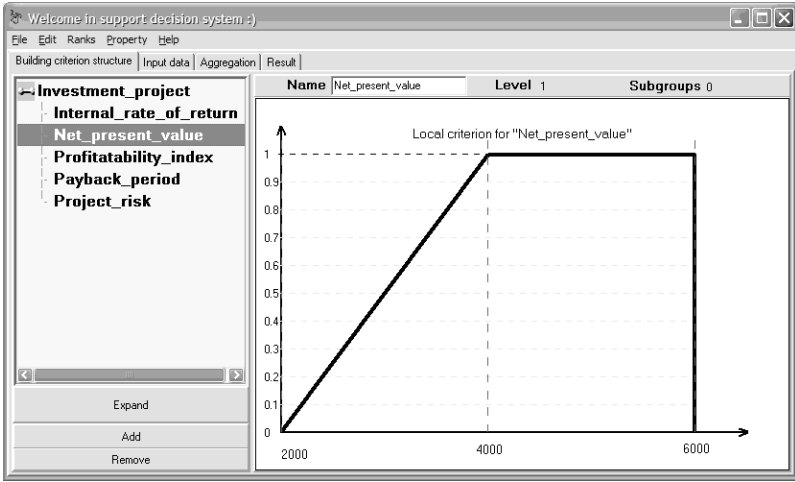 Welcome in support decision system :)
File Edit Ranks Property Help
Building criterion structure Input data Aggregation Result
Investment_project
Internal_rate_of_return
Net_present_value
Profitatability_index
Payback_period
Project_risk
Expand
Add
Remove
Name Net_present_value Level 1 Subgroups 0
Local criterion for "Net_present_value"
1
0.9
0.8
0.7
0.6
0.5
0.4
0.3
0.2
0.1
0
2000 4000 6000